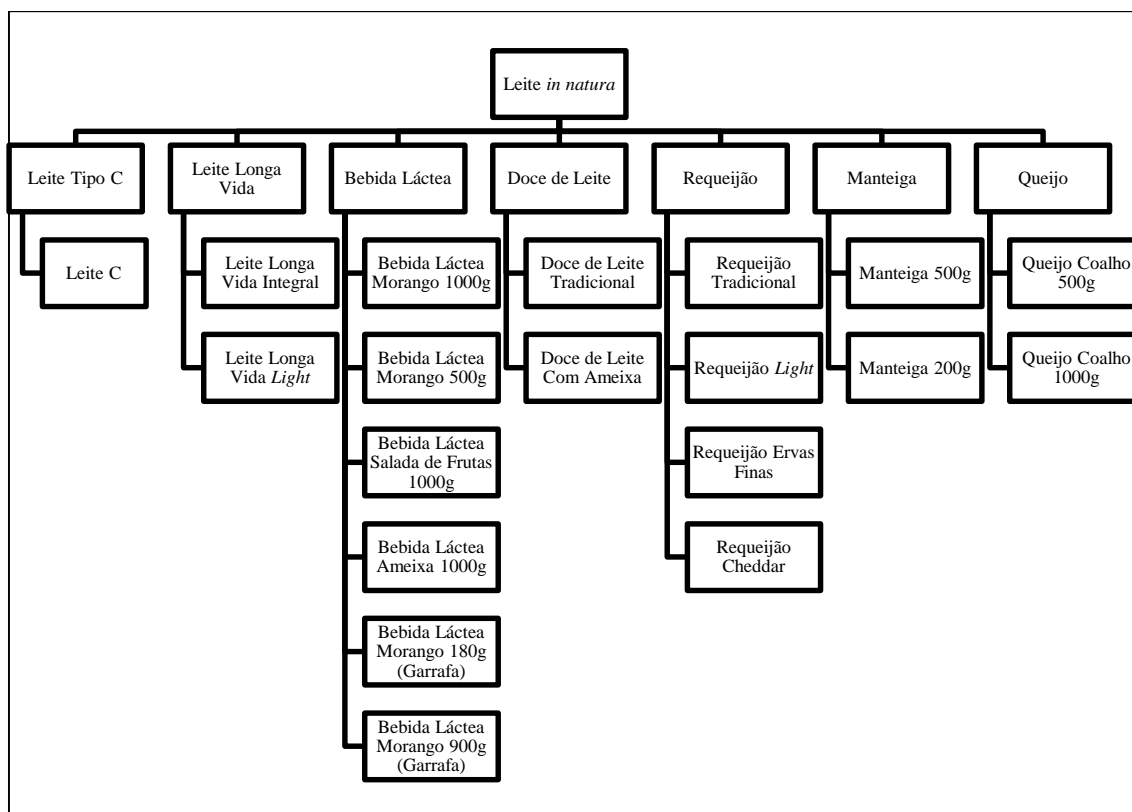 Leite in natura
Leite Tipo C
Leite Longa
Vida
Bebida Láctea
Doce de Leite
Requeijão
Manteiga
Queijo
Leite C
Leite Longa
Vida Integral
Leite Longa
Vida Light
Bebida Láctea
Morango 1000g
Bebida Láctea
Morango 500g
Bebida Láctea
Salada de Frutas
1000g
Bebida Láctea
Ameixa 1000g
Bebida Láctea
Morango 180g
(Garrafa)
Bebida Láctea
Morango 900g
(Garrafa)
Doce de Leite
Tradicional
Doce de Leite
Com Ameixa
Requeijão
Tradicional
Requeijão Light
Requeijão Ervas
Finas
Requeijão
Cheddar
Manteiga 500g
Manteiga 200g
Queijo Coalho
500g
Queijo Coalho
1000g